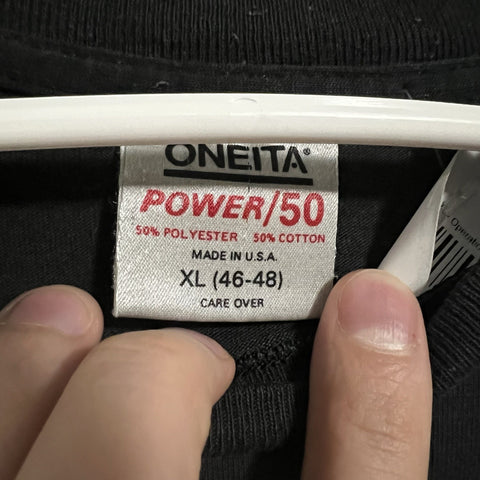 ONEITA®
POWER/50
50% POLYESTER 50% COTTON
MADE IN U.S.A.
XL (46-48)
CARE OVER